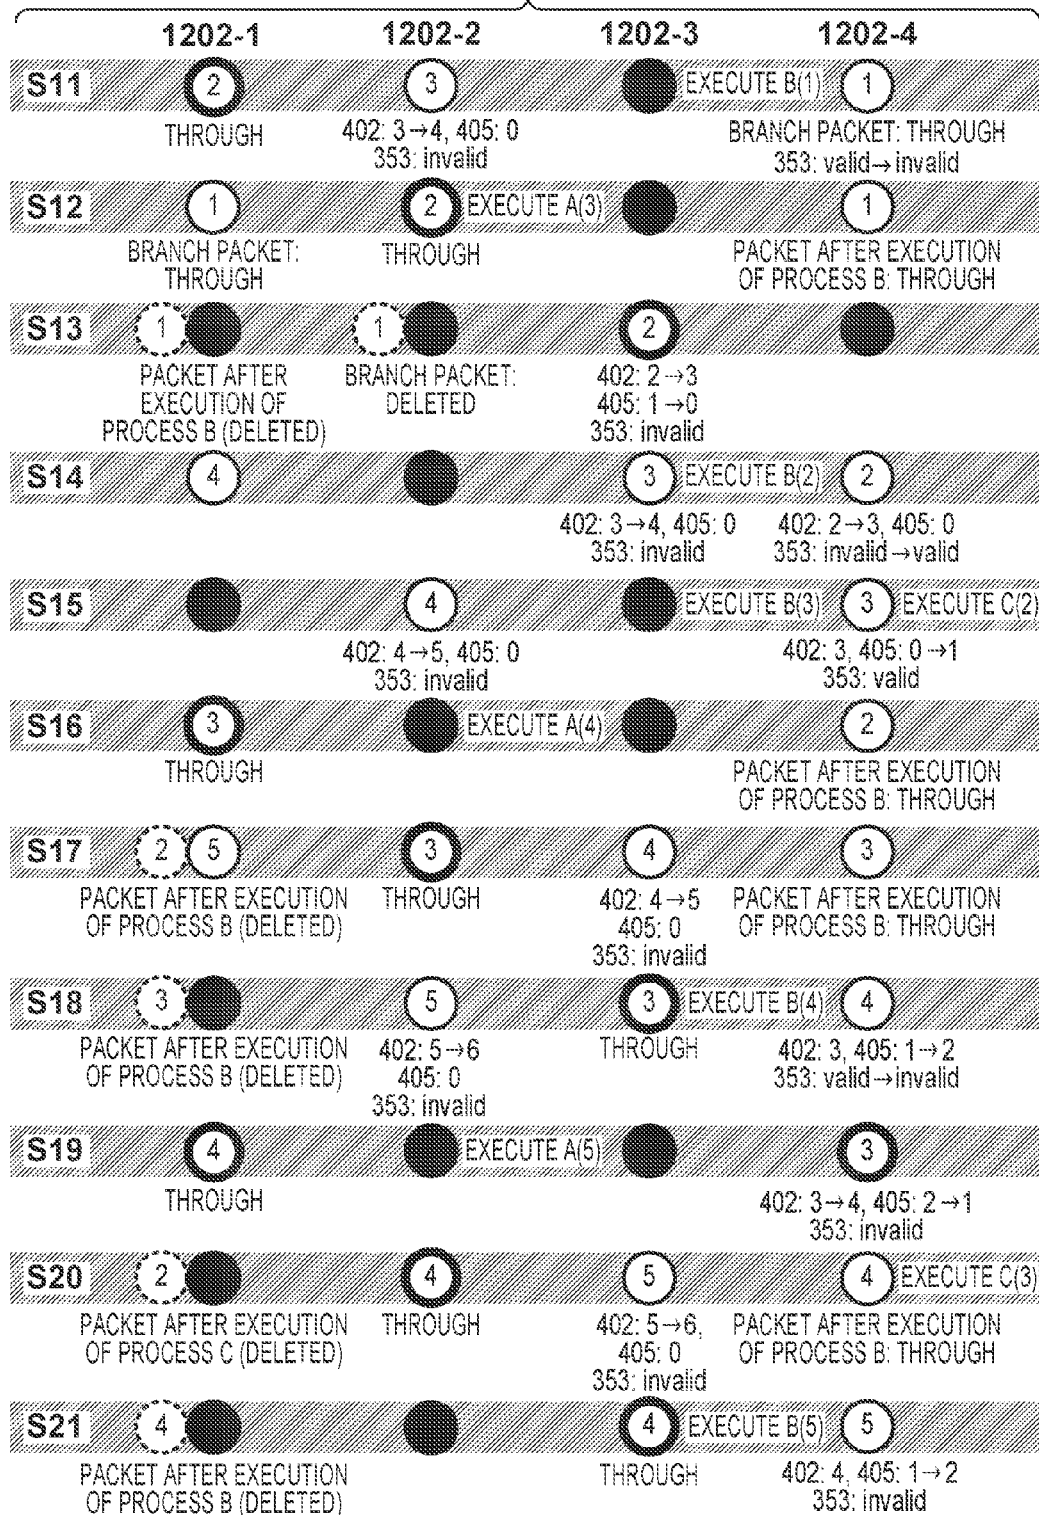 1202-1 1202-2 1202-3 1202-4
S11 2 3 EXECUTE B(1) 1
THROUGH 402: 3→4, 405: 0 BRANCH PACKET: THROUGH
353: invalid 353: valid→invalid
S12 1 2 EXECUTE A(3) 1
BRANCH PACKET: THROUGH PACKET AFTER EXECUTION
THROUGH OF PROCESS B: THROUGH
S13 1 1 2
PACKET AFTER BRANCH PACKET: 402: 2→3
EXECUTION OF DELETED 405: 1→0
PROCESS B (DELETED) 353: invalid
S14 4 3 EXECUTE B(2) 2
402: 3→4, 405: 0 402: 2→3, 405: 0
353: invalid 353: invalid→valid
S15 4 EXECUTE B(3) 3 EXECUTE C(2)
402: 4→5, 405: 0 402: 3, 405: 0→1
353: invalid 353: valid
S16 3 EXECUTE A(4) 2
THROUGH PACKET AFTER EXECUTION
OF PROCESS B: THROUGH
S17 2 5 3 4 3
PACKET AFTER EXECUTION THROUGH 402: 4→5 PACKET AFTER EXECUTION
OF PROCESS B (DELETED) 405: 0 OF PROCESS B: THROUGH
353: invalid
S18 3 5 3 EXECUTE B(4) 4
PACKET AFTER EXECUTION 402: 5→6 THROUGH 402: 3, 405: 1→2
OF PROCESS B (DELETED) 405: 0 353: valid→invalid
353: invalid
S19 4 EXECUTE A(5) 3
THROUGH 402: 3→4, 405: 2→1
353: invalid
S20 2 4 5 4 EXECUTE C(3)
PACKET AFTER EXECUTION THROUGH 402: 5→6, PACKET AFTER EXECUTION
OF PROCESS C (DELETED) 405: 0 OF PROCESS B: THROUGH
353: invalid
S21 4 4 EXECUTE B(5) 5
PACKET AFTER EXECUTION THROUGH 402: 4, 405: 1→2
OF PROCESS B (DELETED) 353: invalid